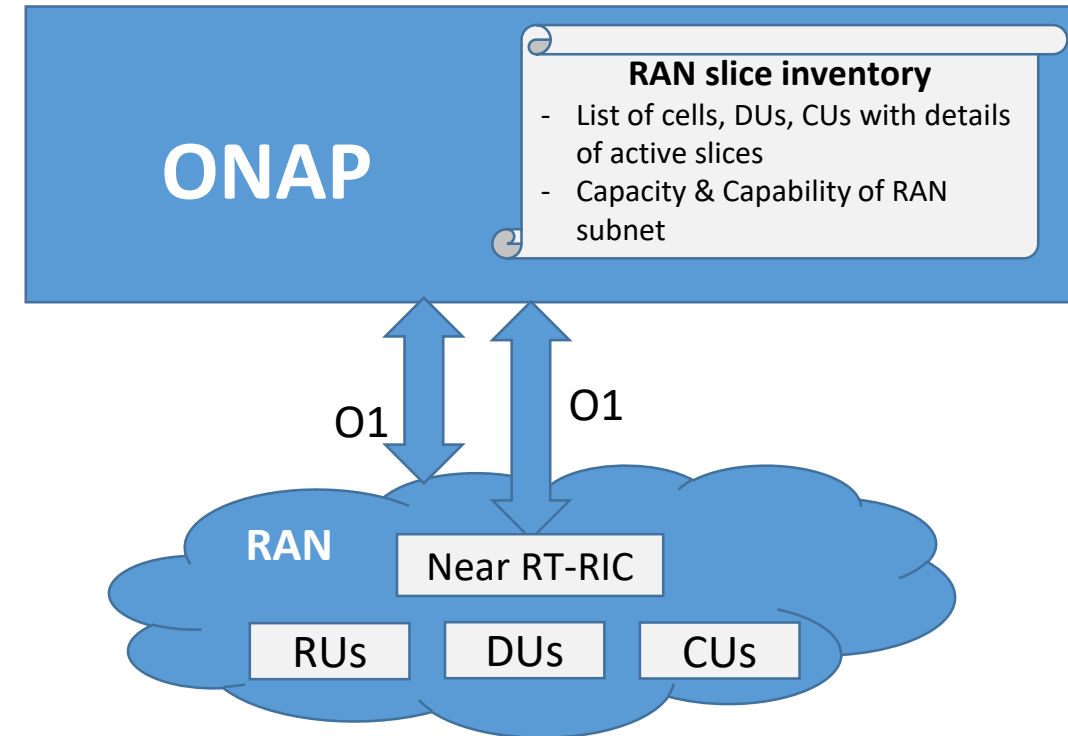 ONAP
RAN slice inventory
- List of cells, DUs, CUs with details
of active slices
- Capacity & Capability of RAN
subnet
O1
O1
RAN
Near RT-RIC
RUs
DUs
CUs